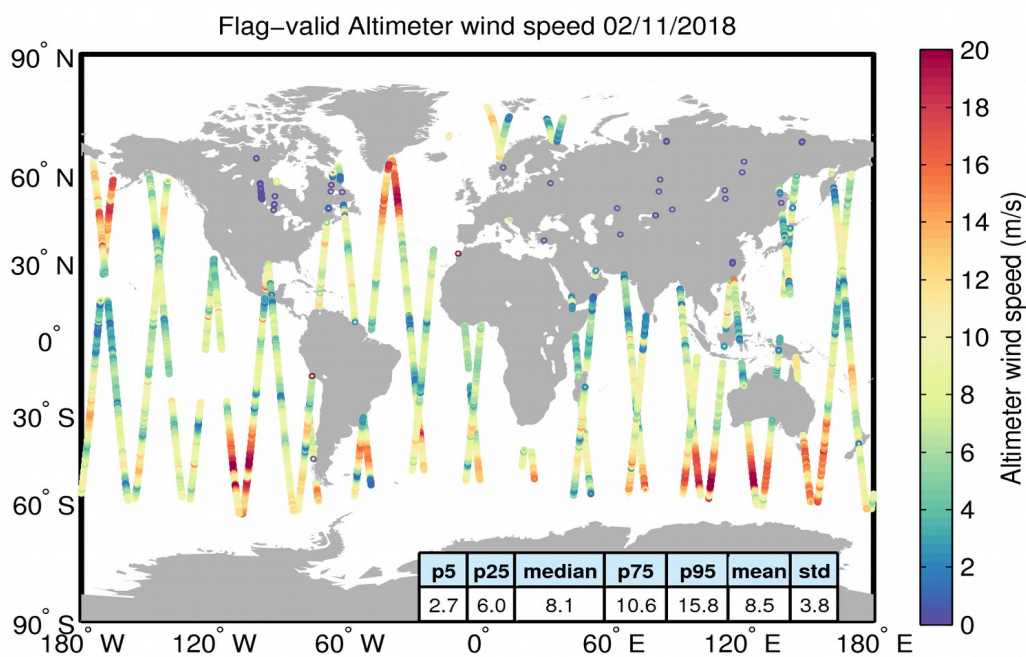 Flag−valid Altimeter wind speed 02/11/2018
90° N
60° N
30° N
0°
30° S
60° S
90° S
180° W
120° W
60° W
0°
60° E
120° E
180° E
p5 p25 median p75 p95 mean std
2.7 6.0 8.1 10.6 15.8 8.5 3.8
20
18
16
14
12
10
8
6
4
2
0
Altimeter wind speed (m/s)